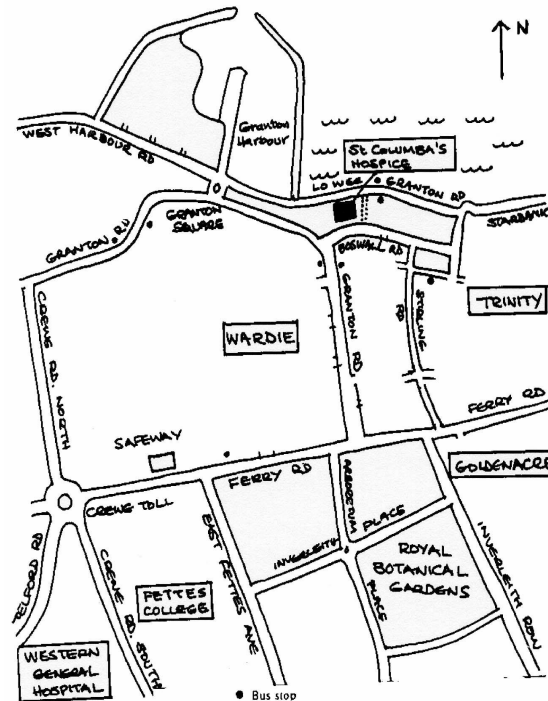 N
WEST HARBOUR RD
Granton
Harbour
St COLUMBA'S
HOSPICE
LOWER
GRANTON RD
STARBANK
GRANTON RD
GRANTON
SQUARE
BOSWALL RD
GRANTON RD
STIRLING
RD
TRINITY
WARDIE
CREWE RD. NORTH
SAFEWAY
FERRY RD
FERRY RD
GOLDENACRE
CREWE TOLL
ARBORETUM
PLACE
INVERLEITH
PLACE
ROYAL
BOTANICAL
GARDENS
INVERLEITH ROW
EAST FETTES AVE
FETTES
COLLEGE
TELFORD RD
CREWE RD. SOUTH
WESTERN
GENERAL
HOSPITAL
Bus stop